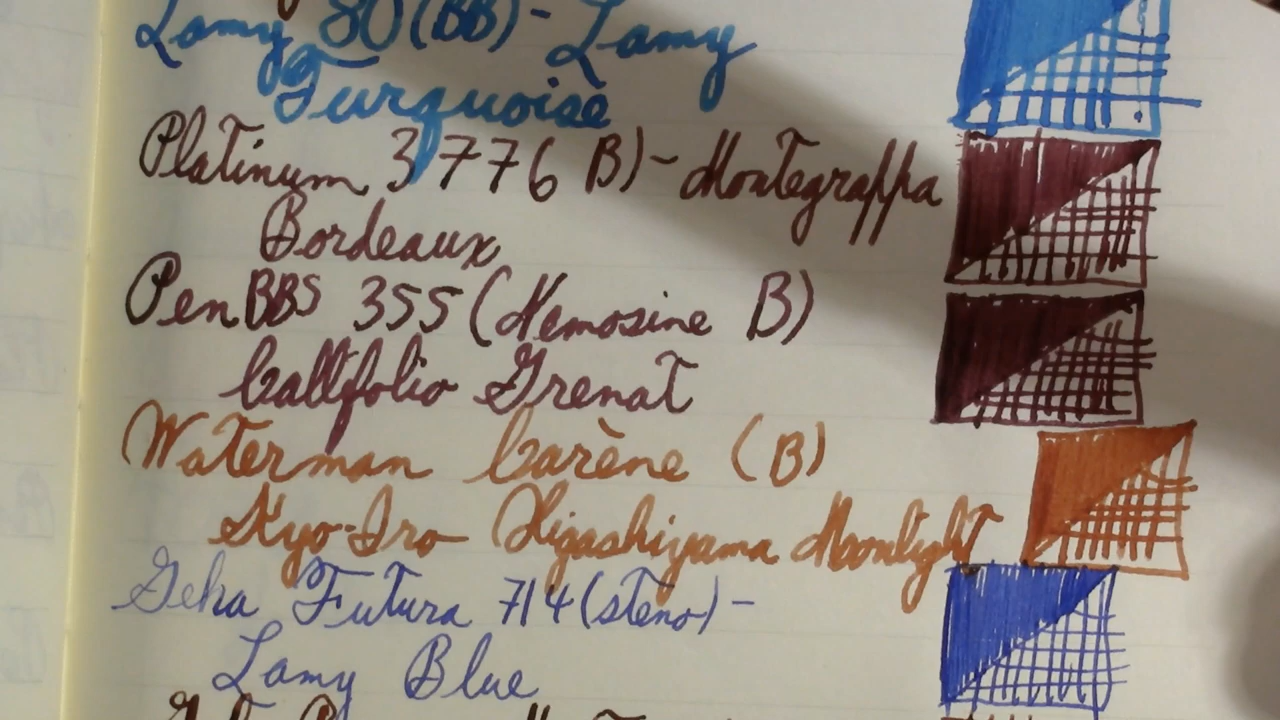 Lamy 80 (BB) - Lamy
Turquoise
Platinum 3776 B) - Montegrappa
Bordeaux
PenBBS 355 (Nemosine B)
Callifolio Grenat
Waterman Carène (B)
Kyo-Iro Higashiyama Moonlight
Geha Futura 714 (steno) -
Lamy Blue